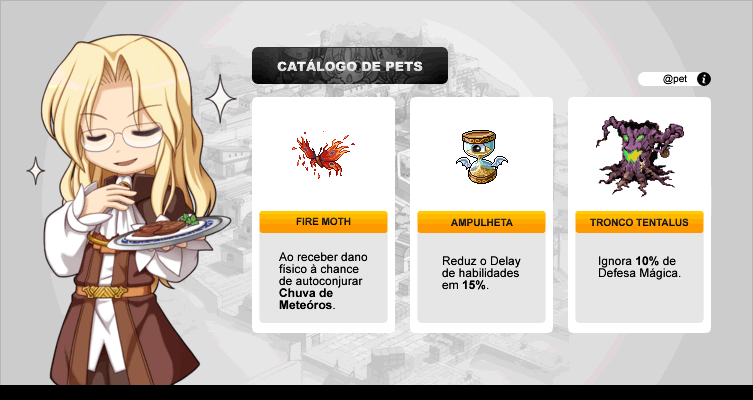 CATÁLOGO DE PETS
@pet
i
FIRE MOTH
Ao receber dano
físico à chance
de autoconjurar
Chuva de
Meteóros.
AMPULHETA
Reduz o Delay
de habilidades
em 15%.
TRONCO TENTALUS
Ignora 10% de
Defesa Mágica.